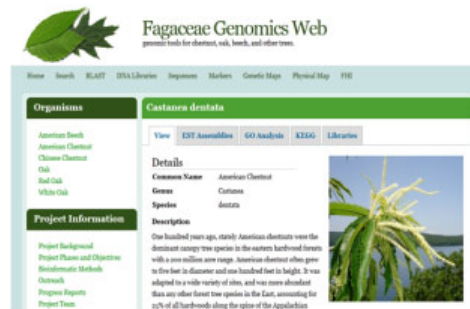 Fagaceae Genomics Web
genomic tools for chestnut, oak, beech, and other trees.
Home Search BLAST DNA Libraries Sequences Markers Genetic Maps Physical Map FHI
Organisms
American Beech
American Chestnut
Chinese Chestnut
Oak
Red Oak
White Oak
Project Information
Project Background
Project Phases and Objectives
Bioinformatic Methods
Outreach
Progress Reports
Project Team
Castanea dentata
View EST Assemblies GO Analysis KEGG Libraries
Details
Common Name American Chestnut
Genus Castanea
Species dentata
Description
One hundred years ago, stately American chestnuts were the
dominant canopy tree species in the eastern hardwood forests
with a 200 million acre range. American chestnut often grew
to five feet in diameter and one hundred feet in height. It was
adapted to a wide variety of sites, and was more abundant
than any other forest tree species in the East, accounting for
25% of all hardwoods along the spine of the Appalachian